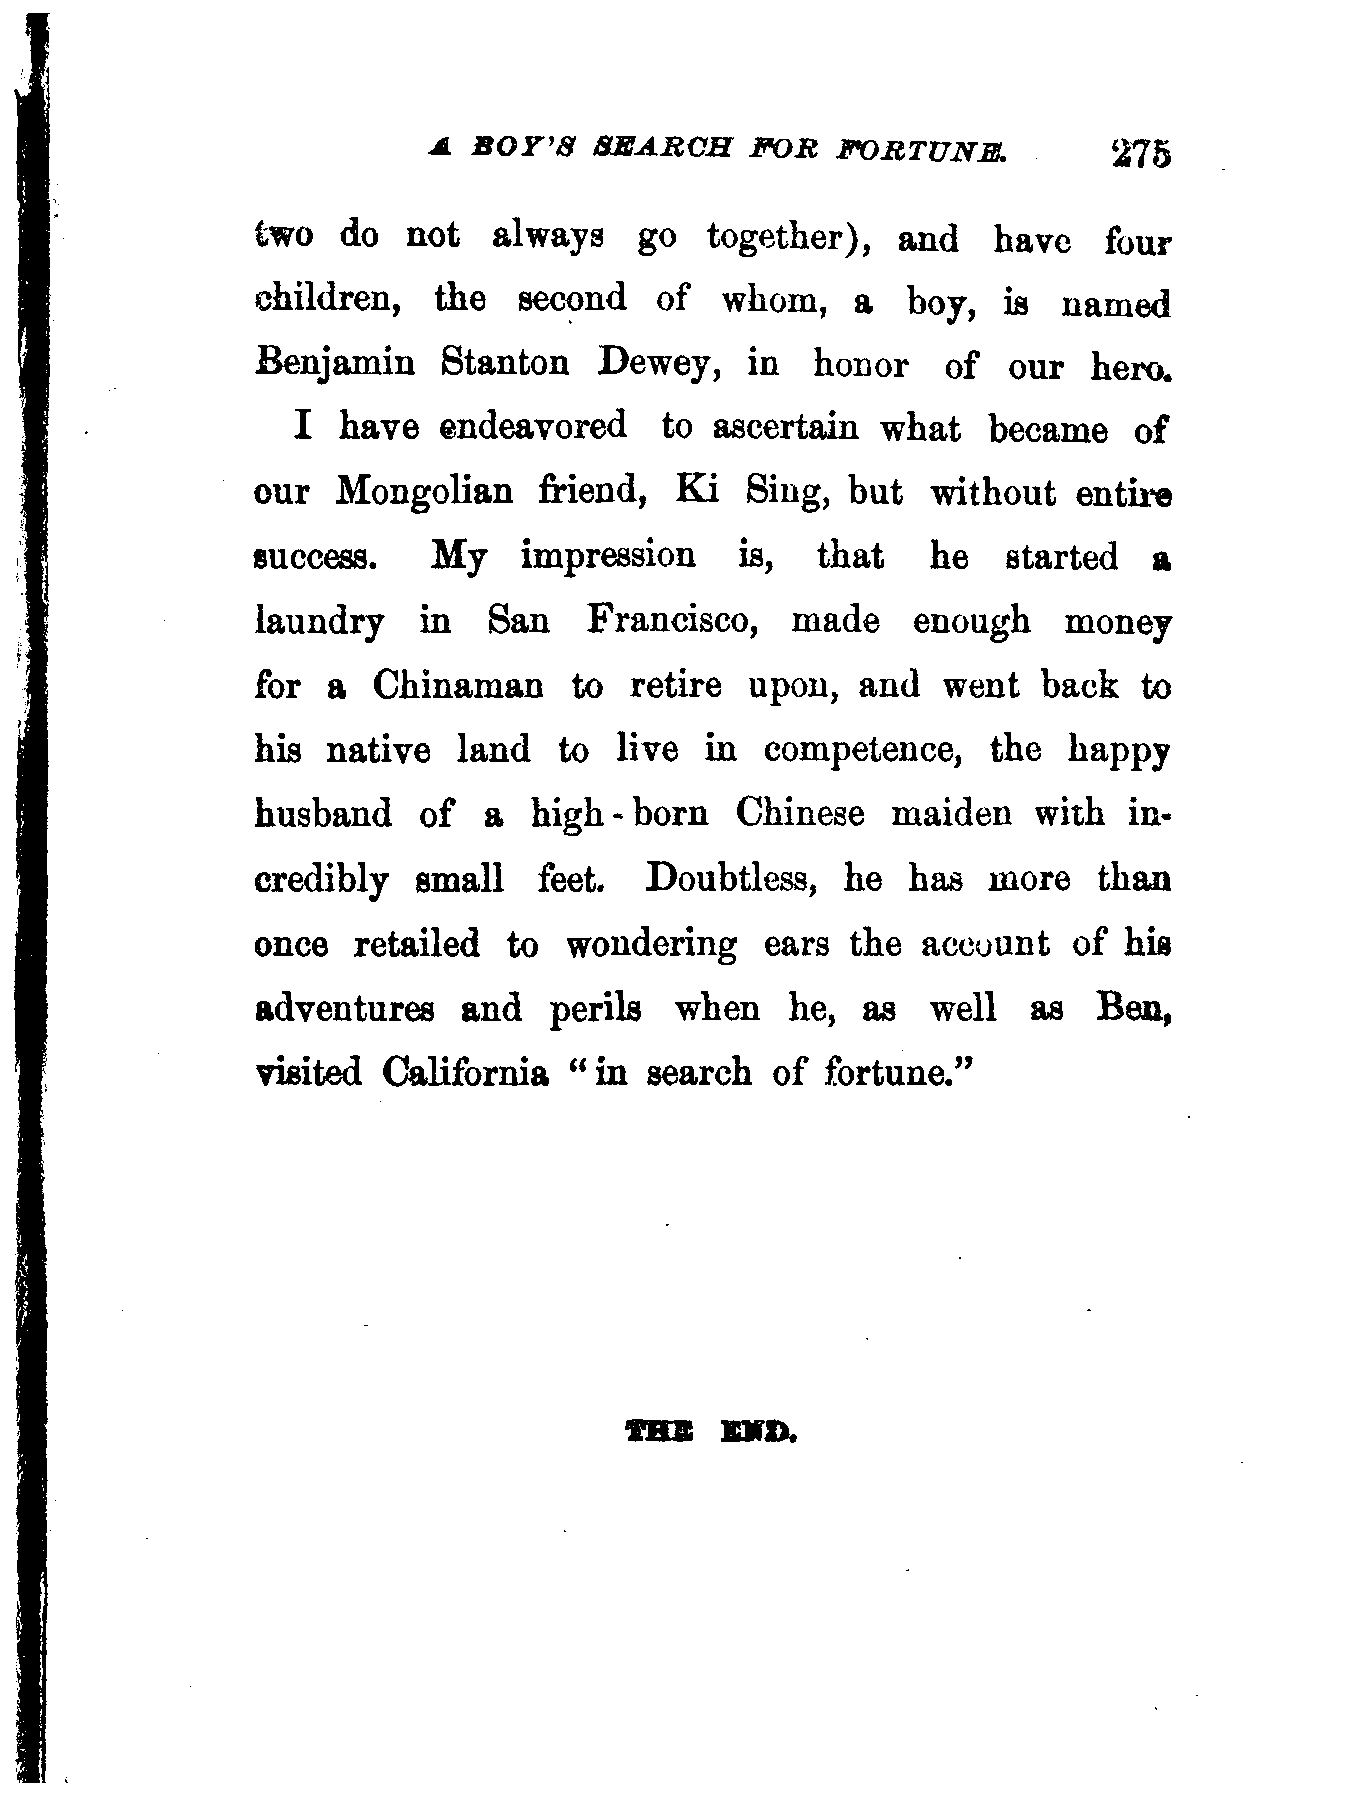 A BOY'S SEARCH FOR FORTUNE. 275
two do not always go together), and have four
children, the second of whom, a boy, is named
Benjamin Stanton Dewey, in honor of our hero.
I have endeavored to ascertain what became of
our Mongolian friend, Ki Sing, but without entire
success. My impression is, that he started a
laundry in San Francisco, made enough money
for a Chinaman to retire upon, and went back to
his native land to live in competence, the happy
husband of a high-born Chinese maiden with in-
credibly small feet. Doubtless, he has more than
once retailed to wondering ears the account of his
adventures and perils when he, as well as Ben,
visited California "in search of fortune."
THE END.